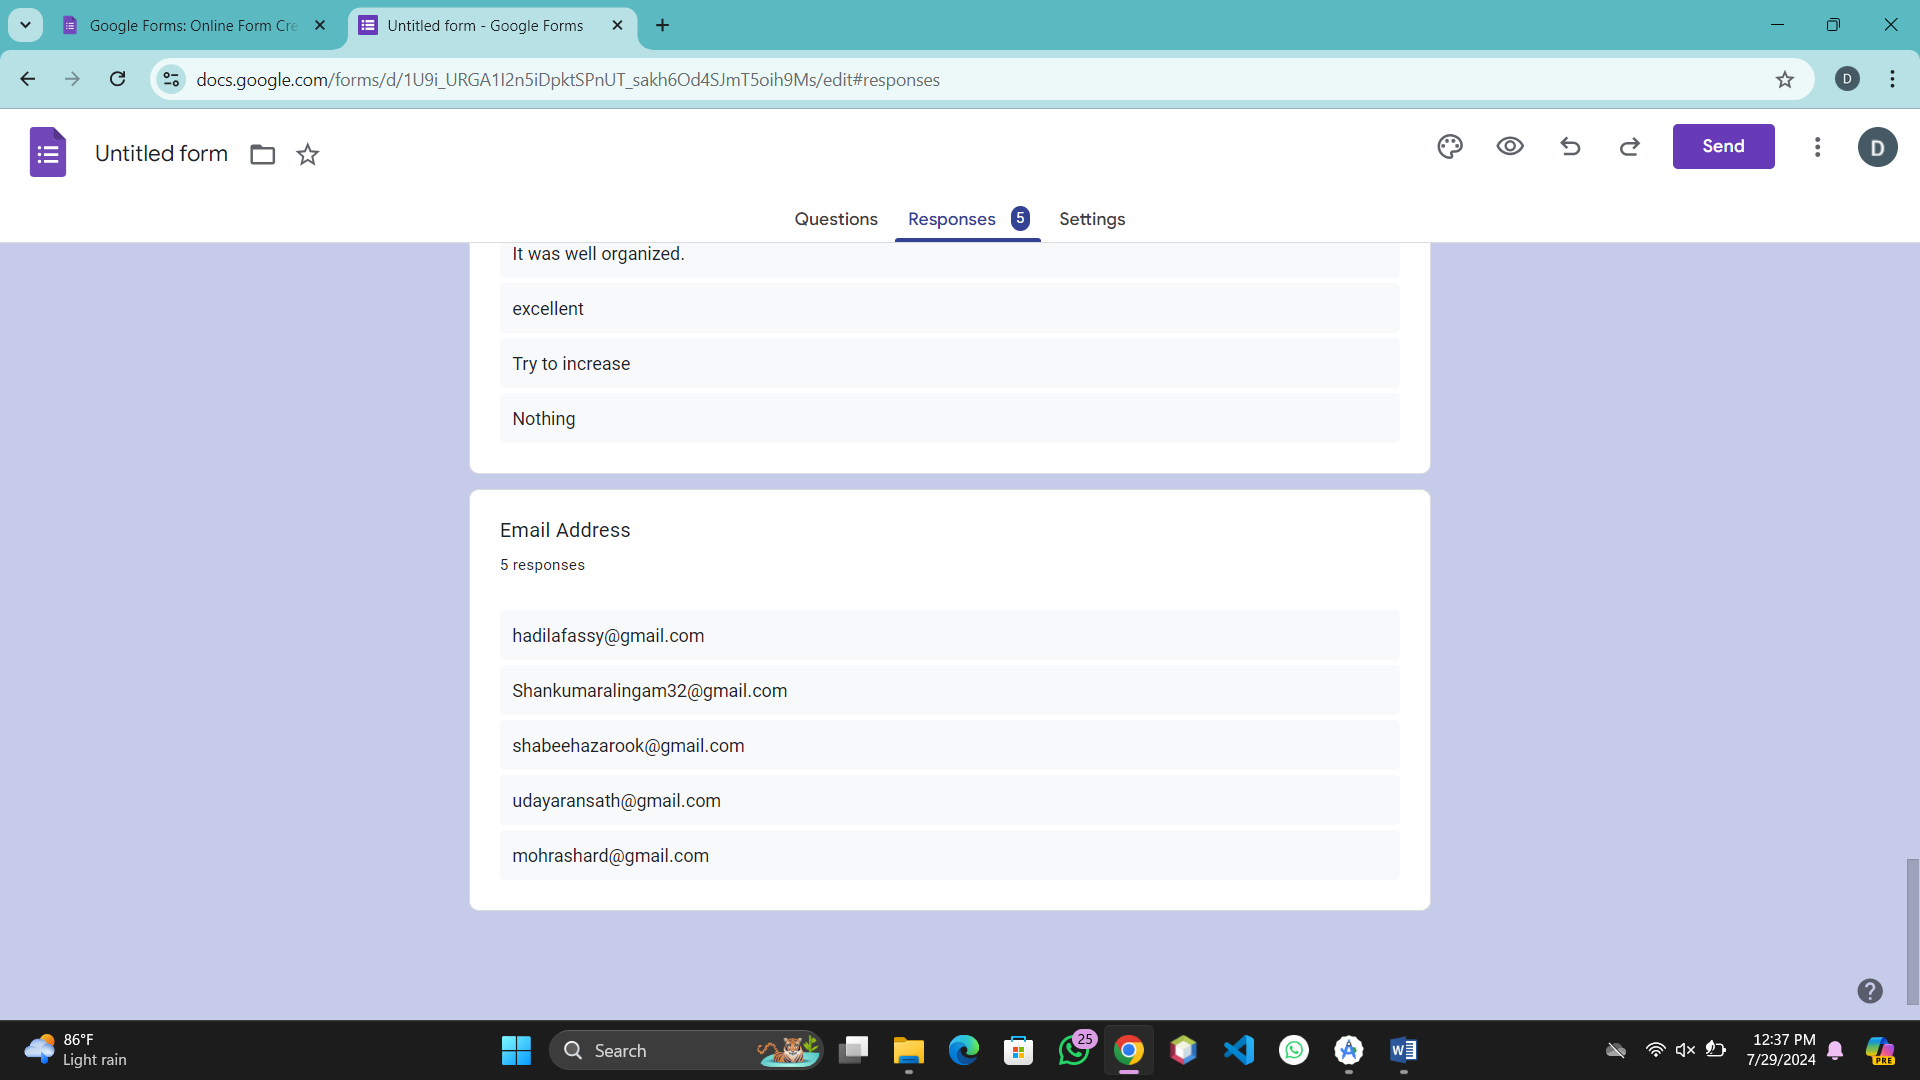 Google Forms: Online Form Cre
Untitled form - Google Forms
docs.google.com/forms/d/1U9i_URGA1I2n5iDpktSPnUT_sakh6Od4SJmT5oih9Ms/edit#responses
D
Untitled form
Send
D
Questions
Responses 5
Settings
It was well organized.
excellent
Try to increase
Nothing
Email Address
5 responses
hadilafassy@gmail.com
Shankumaralingam32@gmail.com
shabeehazarook@gmail.com
udayaransath@gmail.com
mohrashard@gmail.com
86°F
Light rain
Search
25
W
12:37 PM
7/29/2024
PRE